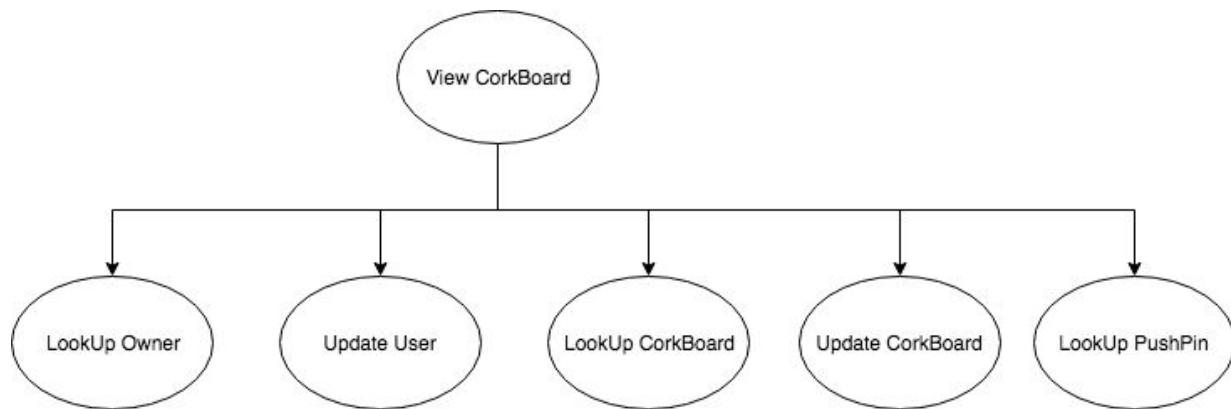 View CorkBoard
LookUp Owner
Update User
LookUp CorkBoard
Update CorkBoard
LookUp PushPin